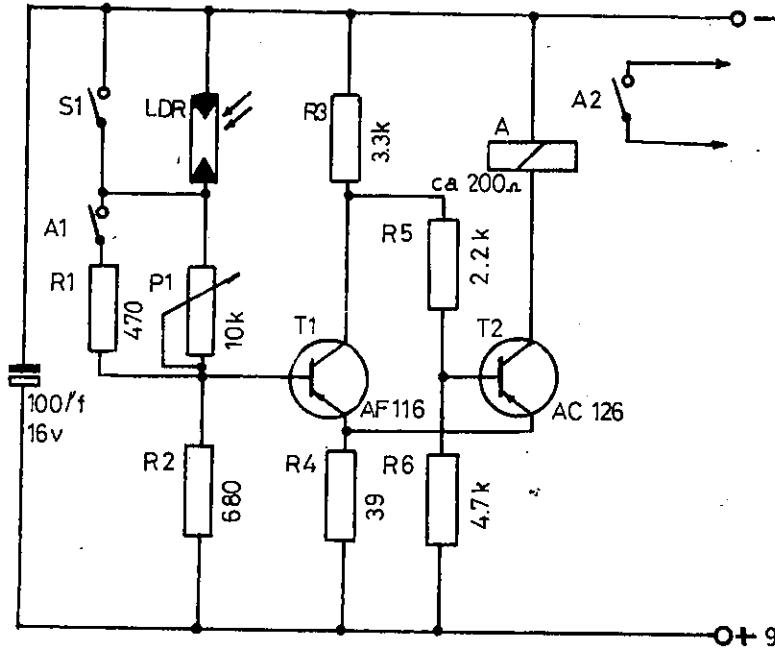 −
S1
LDR
R3
3.3k
A
ca 200Ω
A2
A1
R1
470
P1
10k
R5
2.2k
T1
AF116
T2
AC 126
100/f
16v
R2
680
R4
39
R6
4.7k
+ 9